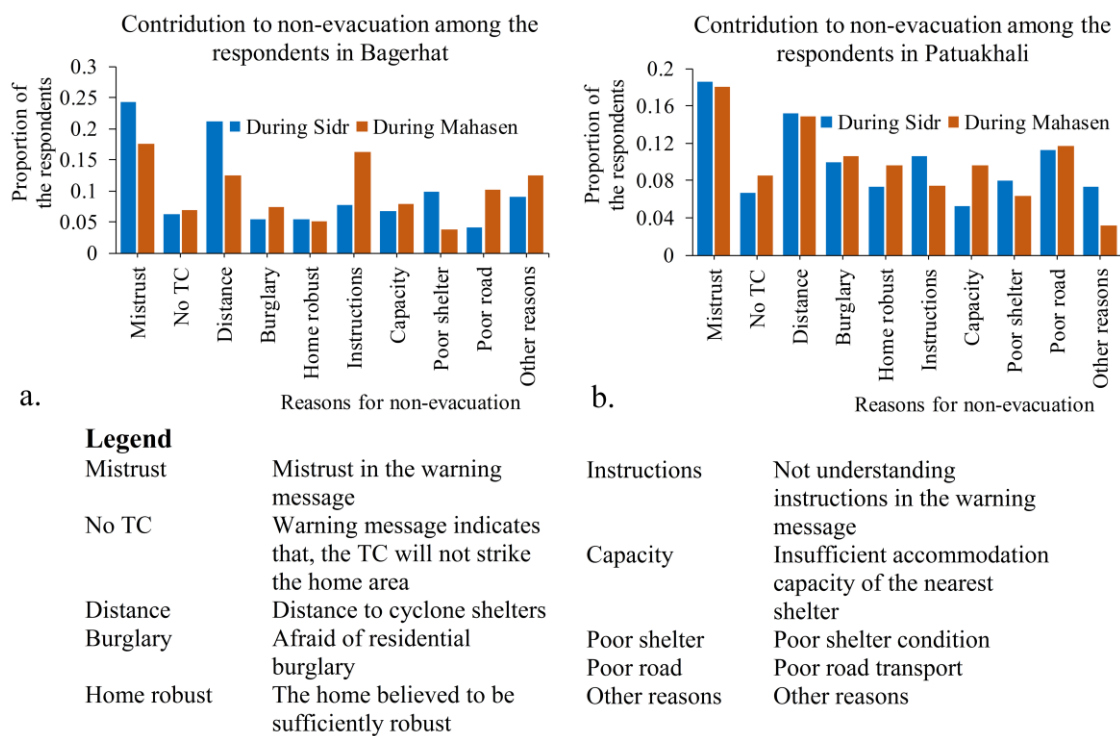 Contridution to non-evacuation among the
respondents in Bagerhat
Proportion of
the respondents
0.3
0.25
0.2
0.15
0.1
0.05
0
During Sidr
During Mahasen
Mistrust
No TC
Distance
Burglary
Home robust
Instructions
Capacity
Poor shelter
Poor road
Other reasons
a.
Reasons for non-evacuation
Contridution to non-evacuation among the
respondents in Patuakhali
Proportion of
the respondents
0.2
0.16
0.12
0.08
0.04
0
During Sidr
During Mahasen
Mistrust
No TC
Distance
Burglary
Home robust
Instructions
Capacity
Poor shelter
Poor road
Other reasons
b.
Reasons for non-evacuation
Legend
Mistrust
Mistrust in the warning
message
No TC
Warning message indicates
that, the TC will not strike
the home area
Distance
Distance to cyclone shelters
Burglary
Afraid of residential
burglary
Home robust
The home believed to be
sufficiently robust
Instructions
Not understanding
instructions in the warning
message
Capacity
Insufficient accommodation
capacity of the nearest
shelter
Poor shelter
Poor shelter condition
Poor road
Poor road transport
Other reasons
Other reasons